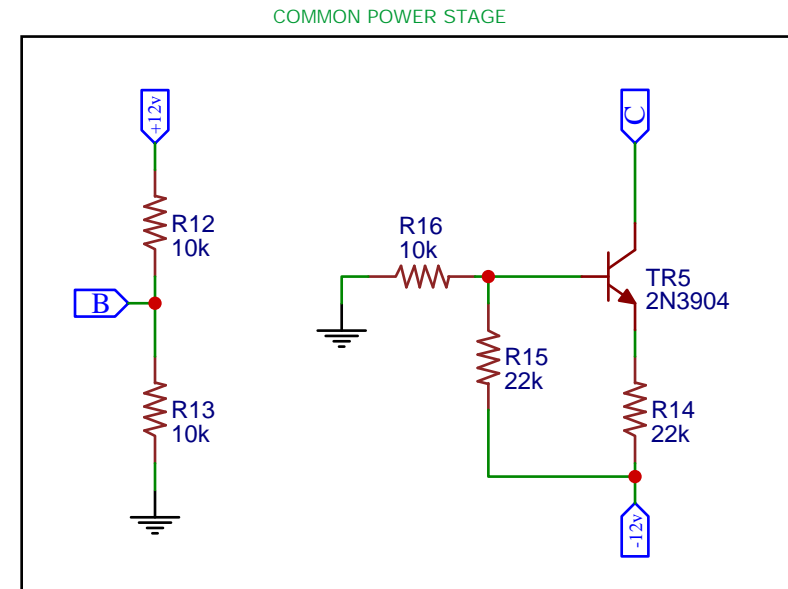 COMMON POWER STAGE
+12v
R12
10k
B
R13
10k
R16
10k
R15
22k
C
TR5
2N3904
R14
22k
-12v